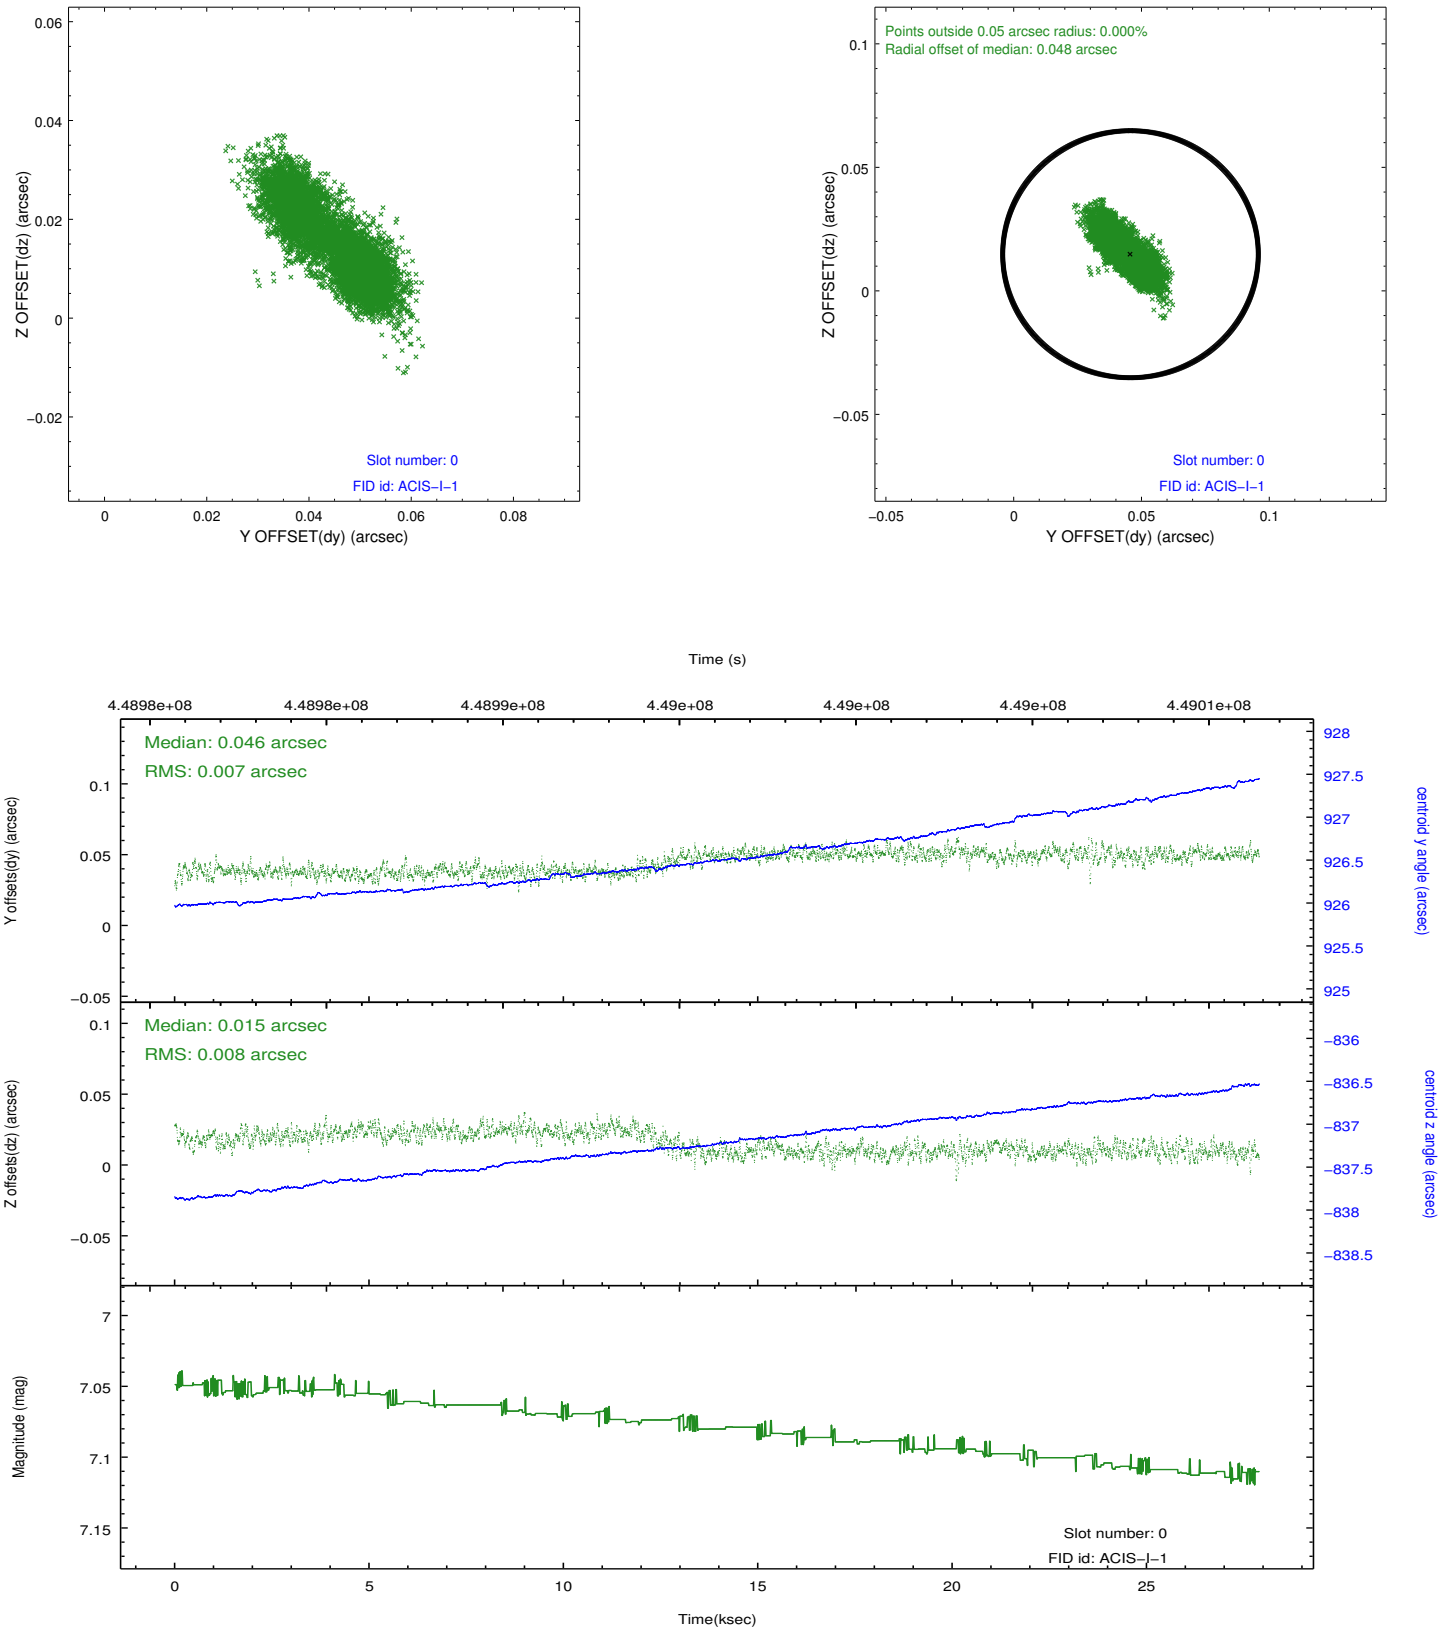 0.06
0.04
0.02
0
−0.02
Z OFFSET(dz) (arcsec)
Slot number: 0
FID id: ACIS−I−1
0 0.02 0.04 0.06 0.08
Y OFFSET(dy) (arcsec)
Points outside 0.05 arcsec radius: 0.000%
Radial offset of median: 0.048 arcsec
0.1
0.05
0
−0.05
Z OFFSET(dz) (arcsec)
Slot number: 0
FID id: ACIS−I−1
−0.05 0 0.05 0.1
Y OFFSET(dy) (arcsec)
Time (s)
4.4898e+08 4.4898e+08 4.4899e+08 4.49e+08 4.49e+08 4.49e+08 4.4901e+08
Median: 0.046 arcsec
RMS: 0.007 arcsec
0.1
0.05
0
−0.05
Y offsets(dy) (arcsec)
928
927.5
927
926.5
926
925.5
925
centroid y angle (arcsec)
Median: 0.015 arcsec
RMS: 0.008 arcsec
0.1
0.05
0
−0.05
Z offsets(dz) (arcsec)
−836
−836.5
−837
−837.5
−838
−838.5
centroid z angle (arcsec)
7
7.05
7.1
7.15
Magnitude (mag)
Slot number: 0
FID id: ACIS−I−1
0 5 10 15 20 25
Time(ksec)